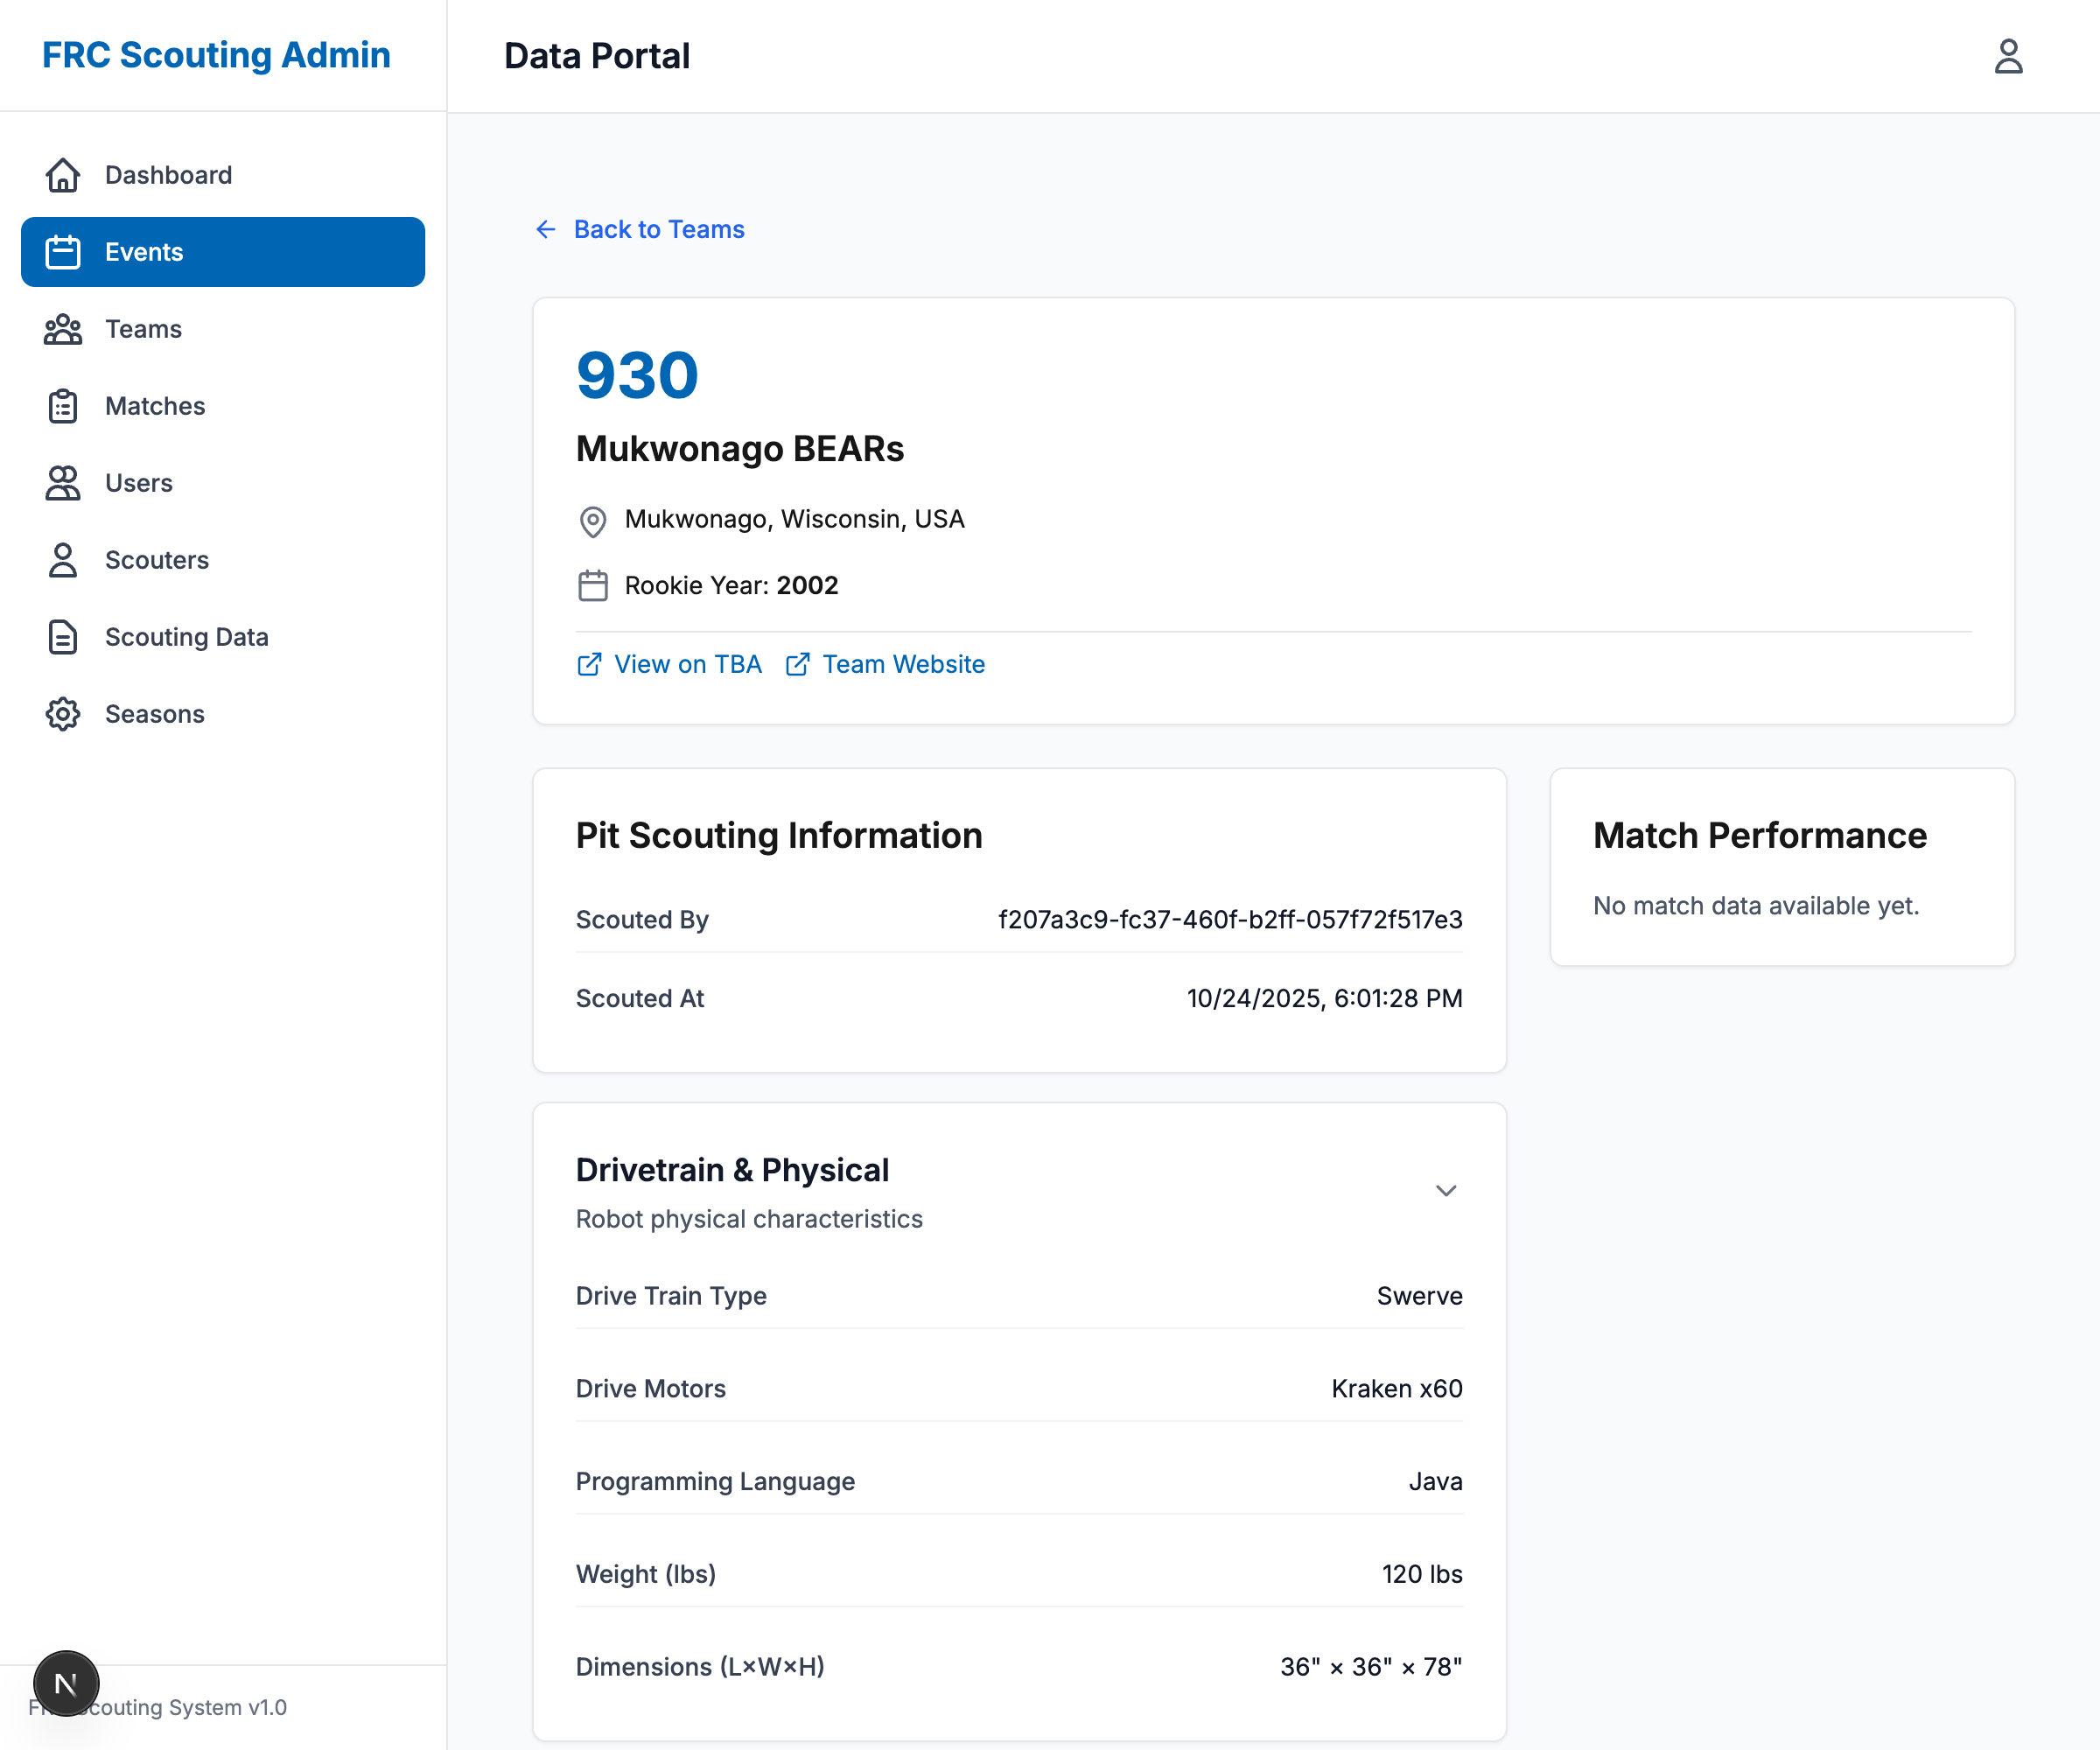 FRC Scouting Admin
Data Portal
Dashboard
Events
Teams
Matches
Users
Scouters
Scouting Data
Seasons
Back to Teams
930
Mukwonago BEARs
Mukwonago, Wisconsin, USA
Rookie Year: 2002
View on TBA Team Website
Pit Scouting Information
Scouted By f207a3c9-fc37-460f-b2ff-057f72f517e3
Scouted At 10/24/2025, 6:01:28 PM
Match Performance
No match data available yet.
Drivetrain & Physical
Robot physical characteristics
Drive Train Type Swerve
Drive Motors Kraken x60
Programming Language Java
Weight (lbs) 120 lbs
Dimensions (L×W×H) 36" × 36" × 78"
N
System v1.0